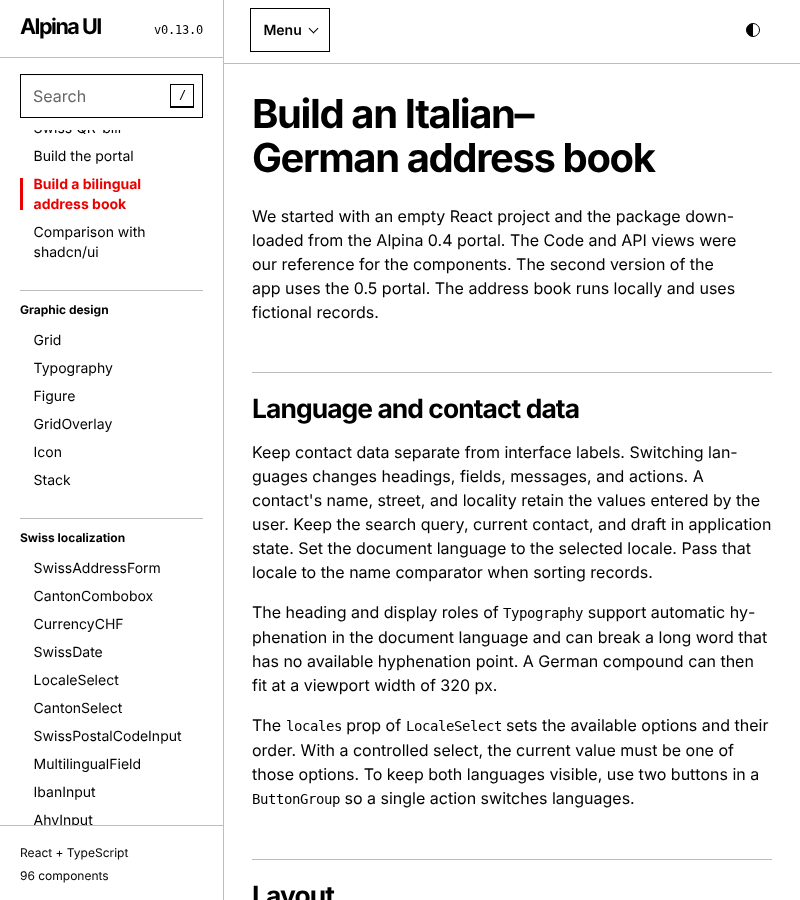 Alpina UI
v0.13.0
Search
/
Swiss QR-bill
Build the portal
Build a bilingual
address book
Comparison with
shadcn/ui
Graphic design
Grid
Typography
Figure
GridOverlay
Icon
Stack
Swiss localization
SwissAddressForm
CantonCombobox
CurrencyCHF
SwissDate
LocaleSelect
CantonSelect
SwissPostalCodeInput
MultilingualField
IbanInput
AhvInput
React + TypeScript
96 components
Menu
Build an Italian–
German address book
We started with an empty React project and the package down-
loaded from the Alpina 0.4 portal. The Code and API views were
our reference for the components. The second version of the
app uses the 0.5 portal. The address book runs locally and uses
fictional records.
Language and contact data
Keep contact data separate from interface labels. Switching lan-
guages changes headings, fields, messages, and actions. A
contact's name, street, and locality retain the values entered by the
user. Keep the search query, current contact, and draft in application
state. Set the document language to the selected locale. Pass that
locale to the name comparator when sorting records.
The heading and display roles of Typography support automatic hy-
phenation in the document language and can break a long word that
has no available hyphenation point. A German compound can then
fit at a viewport width of 320 px.
The locales prop of LocaleSelect sets the available options and their
order. With a controlled select, the current value must be one of
those options. To keep both languages visible, use two buttons in a
ButtonGroup so a single action switches languages.
Layout